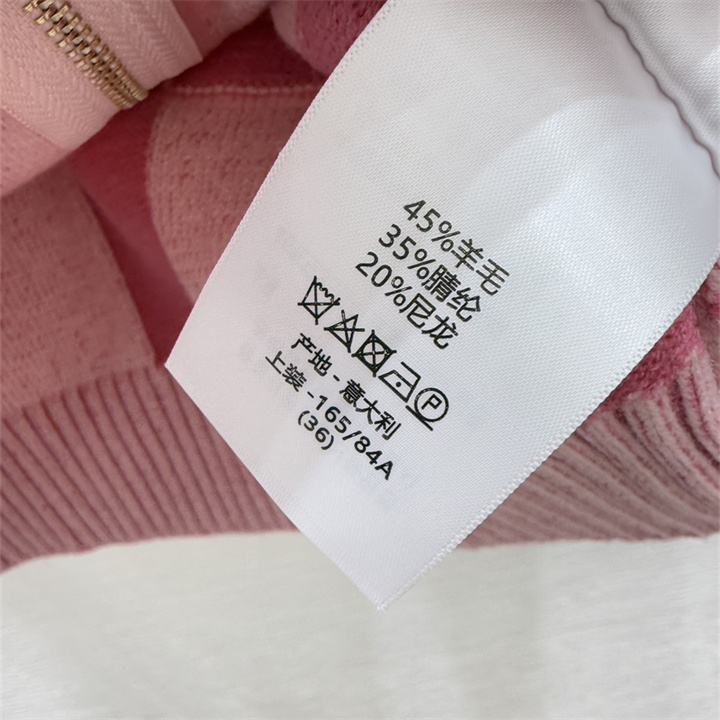 45%羊毛
35%腈纶
20%尼龙
P
产地 - 意大利
上装 -165/84A
(36)